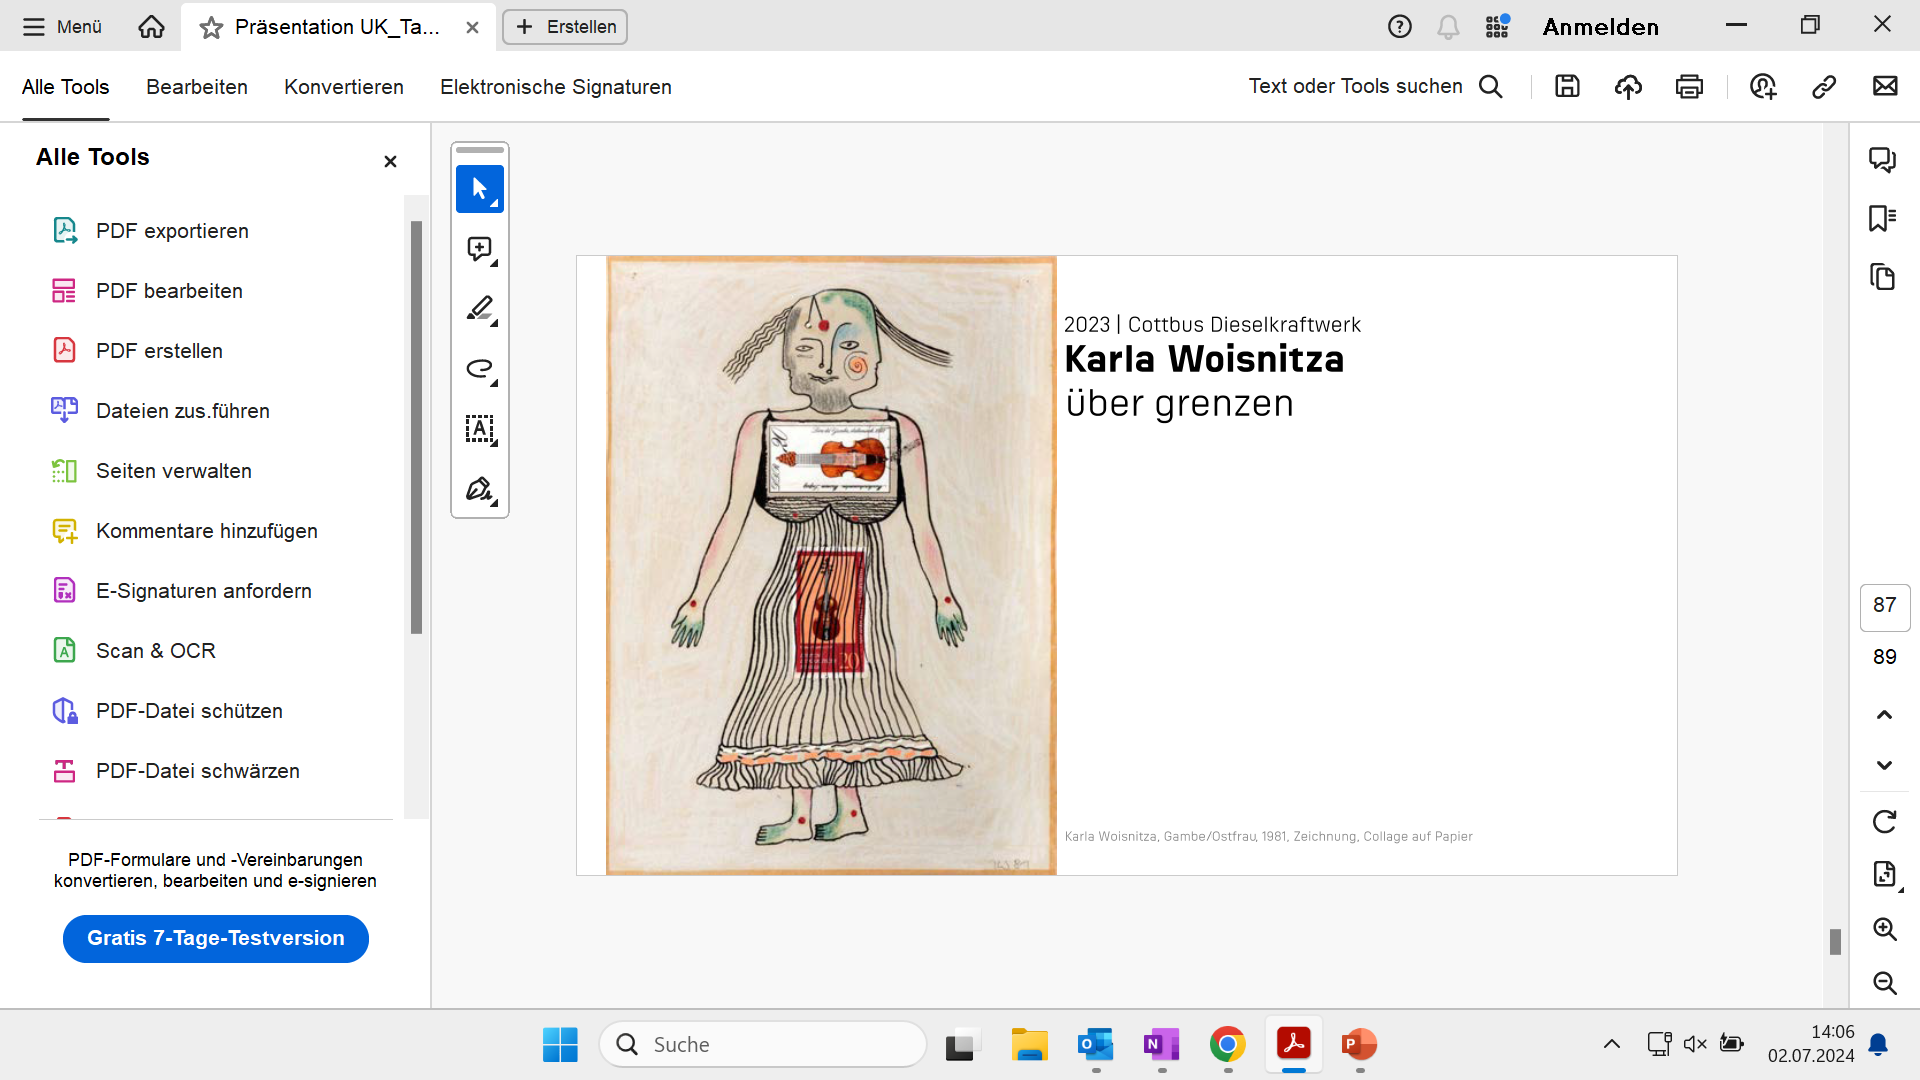 Menü
Präsentation UK_Ta...
Erstellen
Anmelden
Alle Tools
Bearbeiten
Konvertieren
Elektronische Signaturen
Text oder Tools suchen
Alle Tools
PDF exportieren
PDF bearbeiten
PDF erstellen
Dateien zus.führen
Seiten verwalten
Kommentare hinzufügen
E-Signaturen anfordern
Scan & OCR
PDF-Datei schützen
PDF-Datei schwärzen
PDF-Formulare und -Vereinbarungen
konvertieren, bearbeiten und e-signieren
Gratis 7-Tage-Testversion
2023 | Cottbus Dieselkraftwerk
Karla Woisnitza
über grenzen
20
Karla Woisnitza, Gambe/Ostfrau, 1981, Zeichnung, Collage auf Papier
87
89
Suche
14:06
02.07.2024